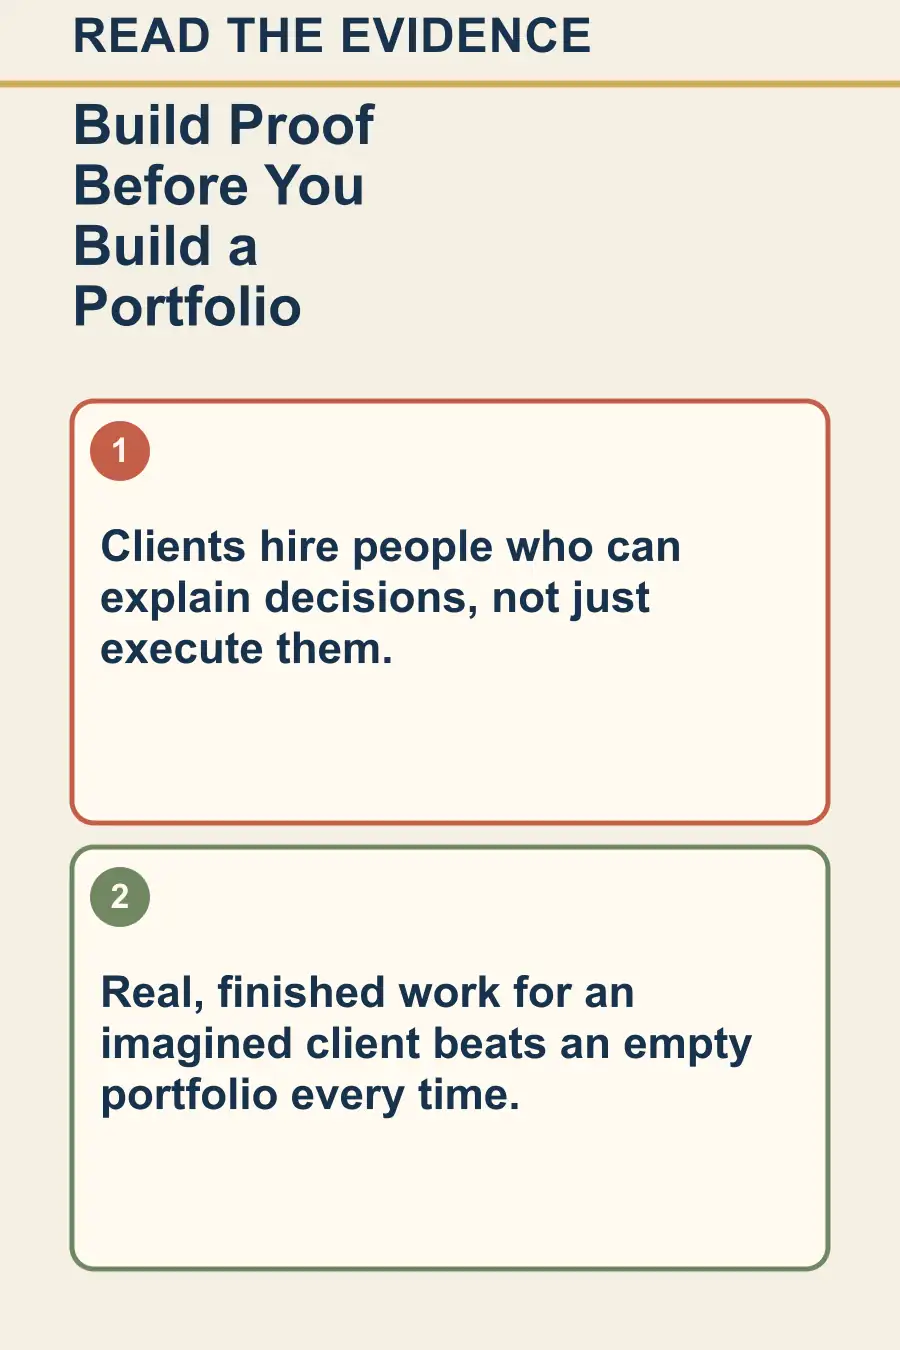 READ THE EVIDENCE
Build Proof
Before You
Build a
Portfolio
1
Clients hire people who can
explain decisions, not just
execute them.
2
Real, finished work for an
imagined client beats an empty
portfolio every time.